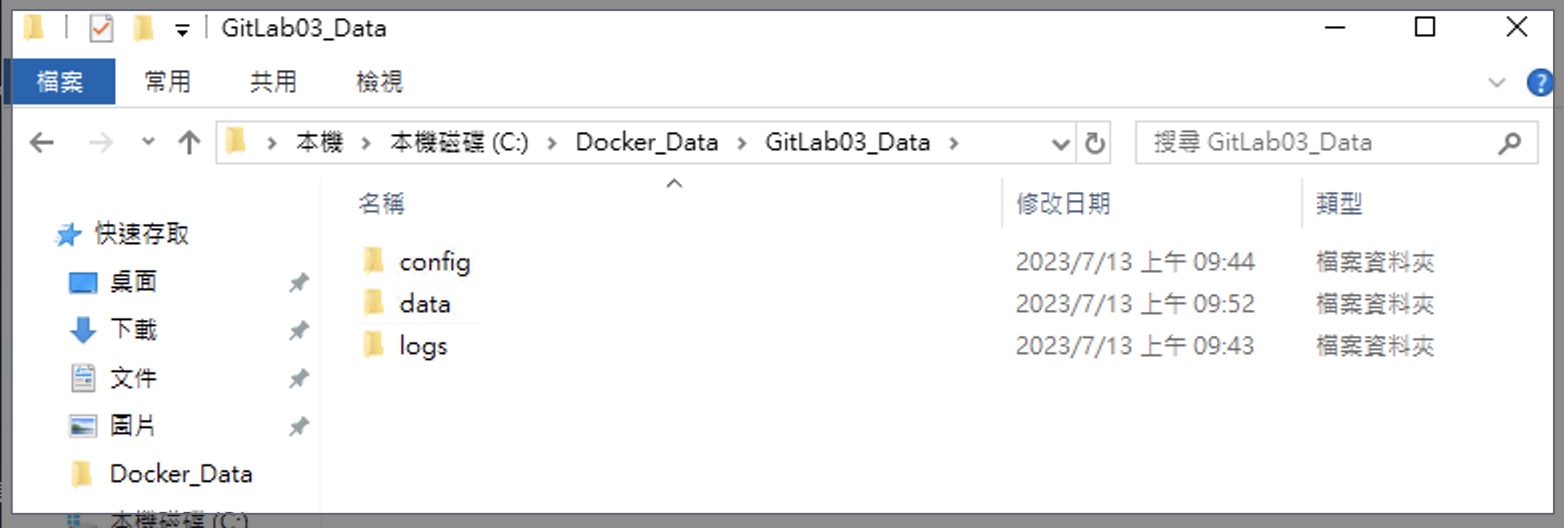 GitLab03_Data
檔案 常用 共用 檢視
本機 本機磁碟 (C:) Docker_Data GitLab03_Data 搜尋 GitLab03_Data
名稱 修改日期 類型
快速存取
桌面
下載
文件
圖片
Docker_Data
本機磁碟 (C:)
config 2023/7/13 上午 09:44 檔案資料夾
data 2023/7/13 上午 09:52 檔案資料夾
logs 2023/7/13 上午 09:43 檔案資料夾